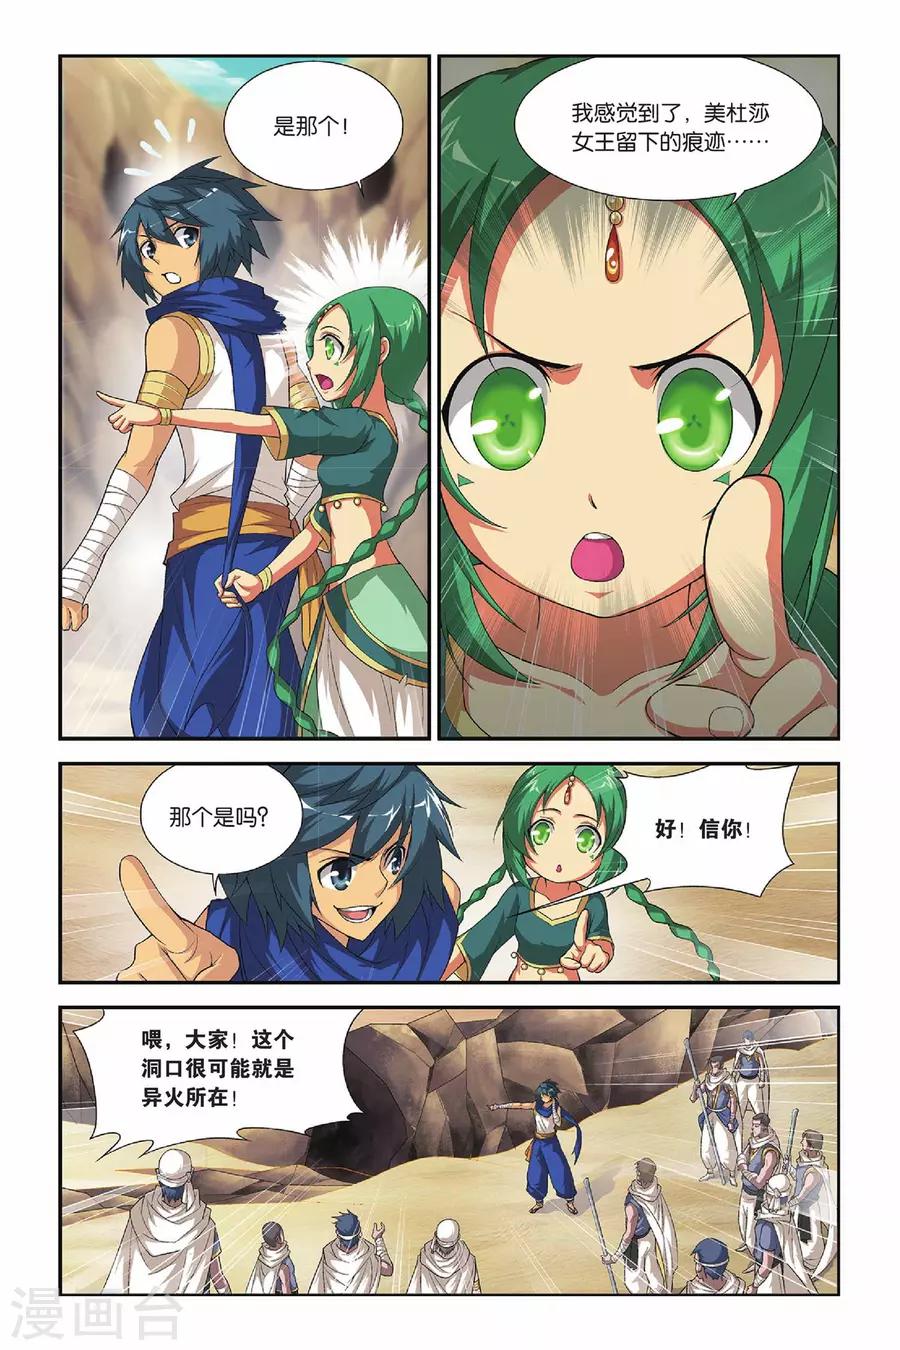 是那个！
我感觉到了，美杜莎
女王留下的痕迹……
那个是吗？
好！信你！
喂，大家！这个
洞口很可能就是
异火所在！
漫画台